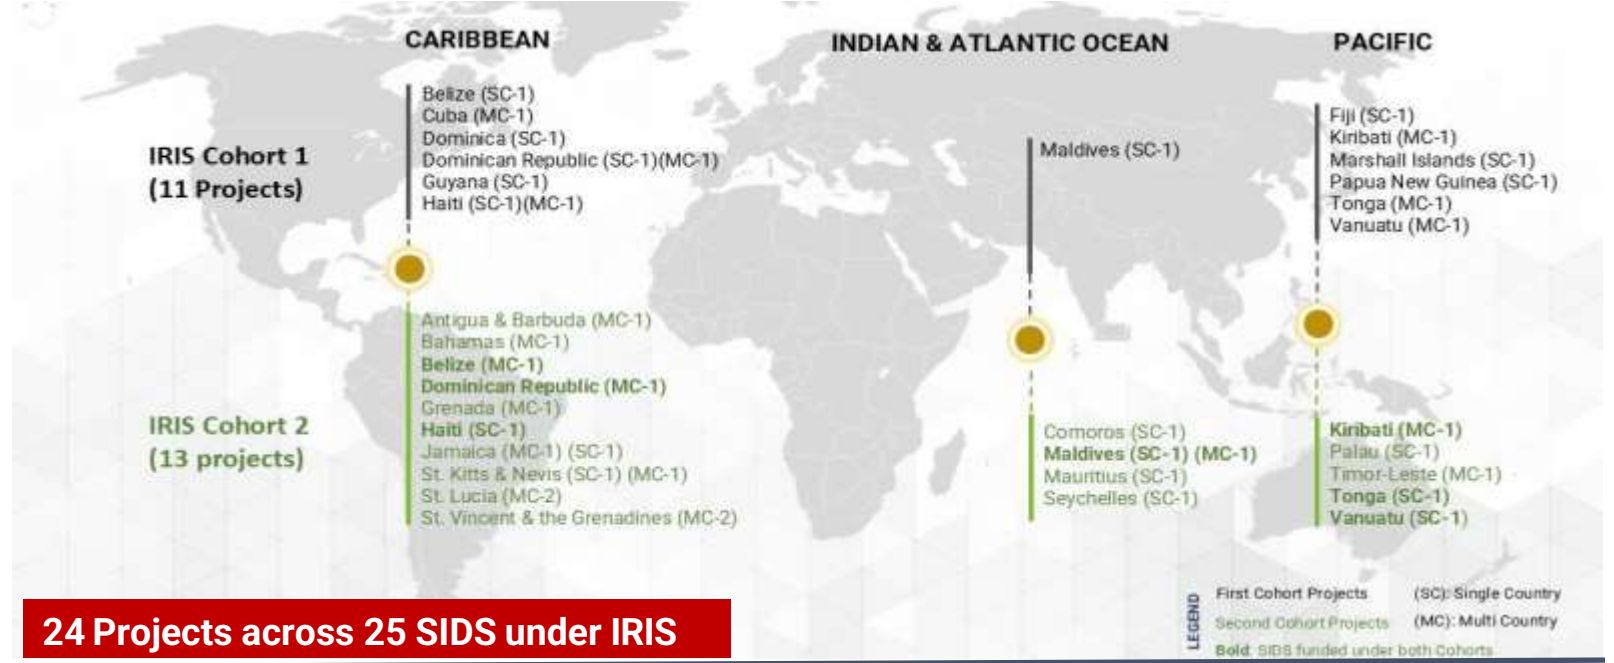 CARIBBEAN
Belize (SC-1)
Cuba (MC-1)
Dominica (SC-1)
Dominican Republic (SC-1)(MC-1)
Guyana (SC-1)
Haiti (SC-1)(MC-1)
INDIAN & ATLANTIC OCEAN
Maldives (SC-1)
PACIFIC
Fiji (SC-1)
Kiribati (MC-1)
Marshall Islands (SC-1)
Papua New Guinea (SC-1)
Tonga (MC-1)
Vanuatu (MC-1)
IRIS Cohort 1
(11 Projects)
IRIS Cohort 2
(13 projects)
Antigua & Barbuda (MC-1)
Bahamas (MC-1)
Belize (MC-1)
Dominican Republic (MC-1)
Grenada (MC-1)
Haiti (SC-1)
Jamaica (MC-1) (SC-1)
St. Kitts & Nevis (SC-1) (MC-1)
St. Lucia (MC-2)
St. Vincent & the Grenadines (MC-2)
Comoros (SC-1)
Maldives (SC-1) (MC-1)
Mauritius (SC-1)
Seychelles (SC-1)
Kiribati (MC-1)
Palau (SC-1)
Timor-Leste (MC-1)
Tonga (SC-1)
Vanuatu (SC-1)
24 Projects across 25 SIDS under IRIS
LEGEND
First Cohort Projects (SC): Single Country
Second Cohort Projects (MC): Multi Country
Bold: SIDS funded under both Cohorts